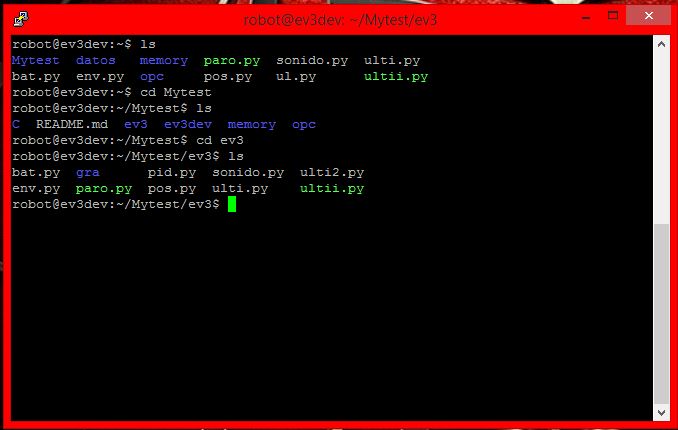 robot@ev3dev: ~/Mytest/ev3
robot@ev3dev:~$ ls
Mytest datos memory paro.py sonido.py ulti.py
bat.py env.py opc pos.py ul.py ultii.py
robot@ev3dev:~$ cd Mytest
robot@ev3dev:~/Mytest$ ls
C README.md ev3 ev3dev memory opc
robot@ev3dev:~/Mytest$ cd ev3
robot@ev3dev:~/Mytest/ev3$ ls
bat.py gra pid.py sonido.py ulti2.py
env.py paro.py pos.py ulti.py ultii.py
robot@ev3dev:~/Mytest/ev3$